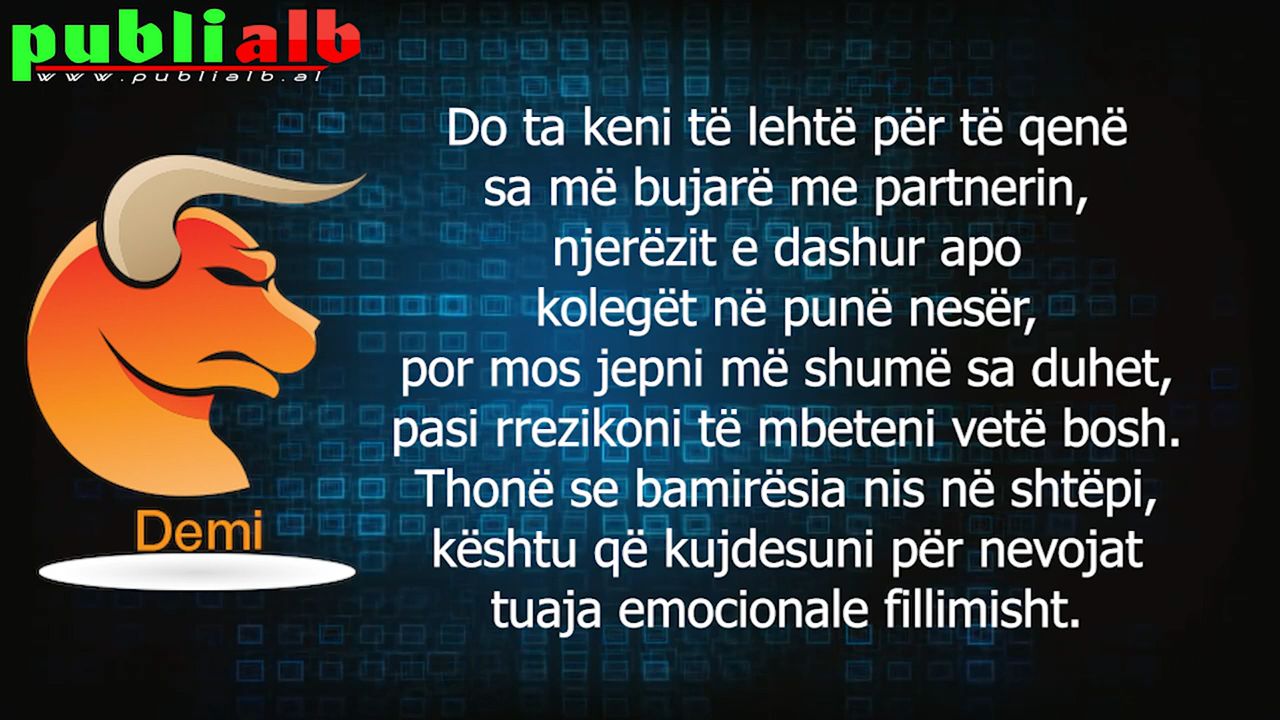 publialb
www.publialb.al
Do ta keni të lehtë për të qenë
sa më bujarë me partnerin,
njerëzit e dashur apo
kolegët në punë nesër,
por mos jepni më shumë sa duhet,
pasi rrezikoni të mbeteni vetë bosh.
Thonë se bamirësia nis në shtëpi,
kështu që kujdesuni për nevojat
tuaja emocionale fillimisht.
Demi